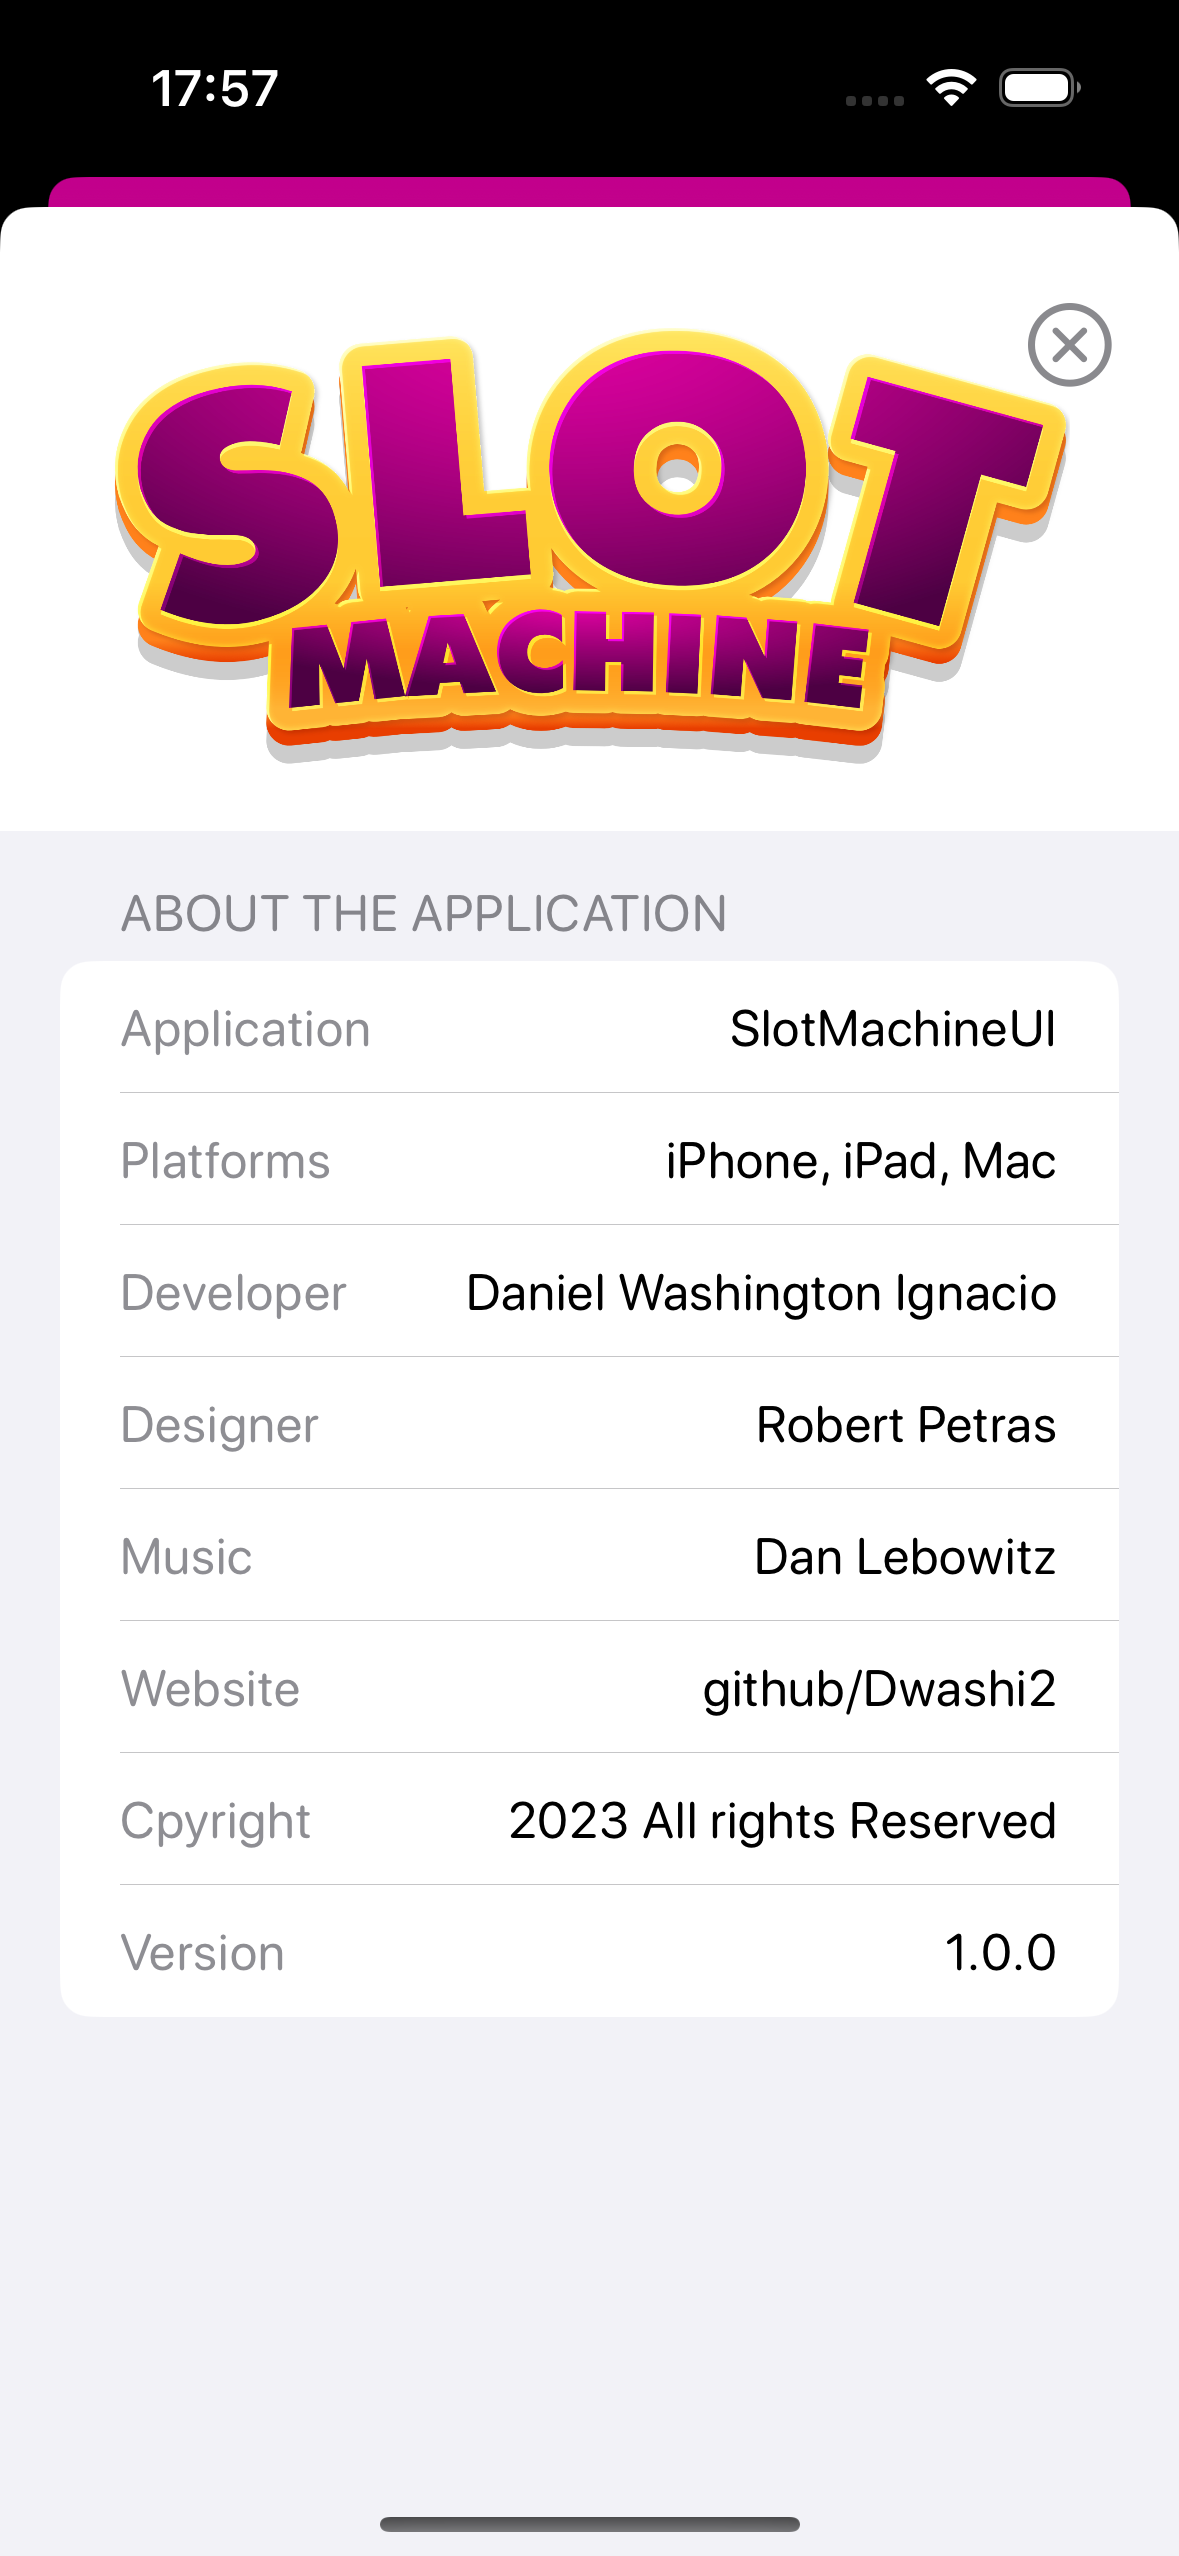 17:57
SLOT
MACHINE
ABOUT THE APPLICATION
Application SlotMachineUI
Platforms iPhone, iPad, Mac
Developer Daniel Washington Ignacio
Designer Robert Petras
Music Dan Lebowitz
Website github/Dwashi2
Cpyright 2023 All rights Reserved
Version 1.0.0